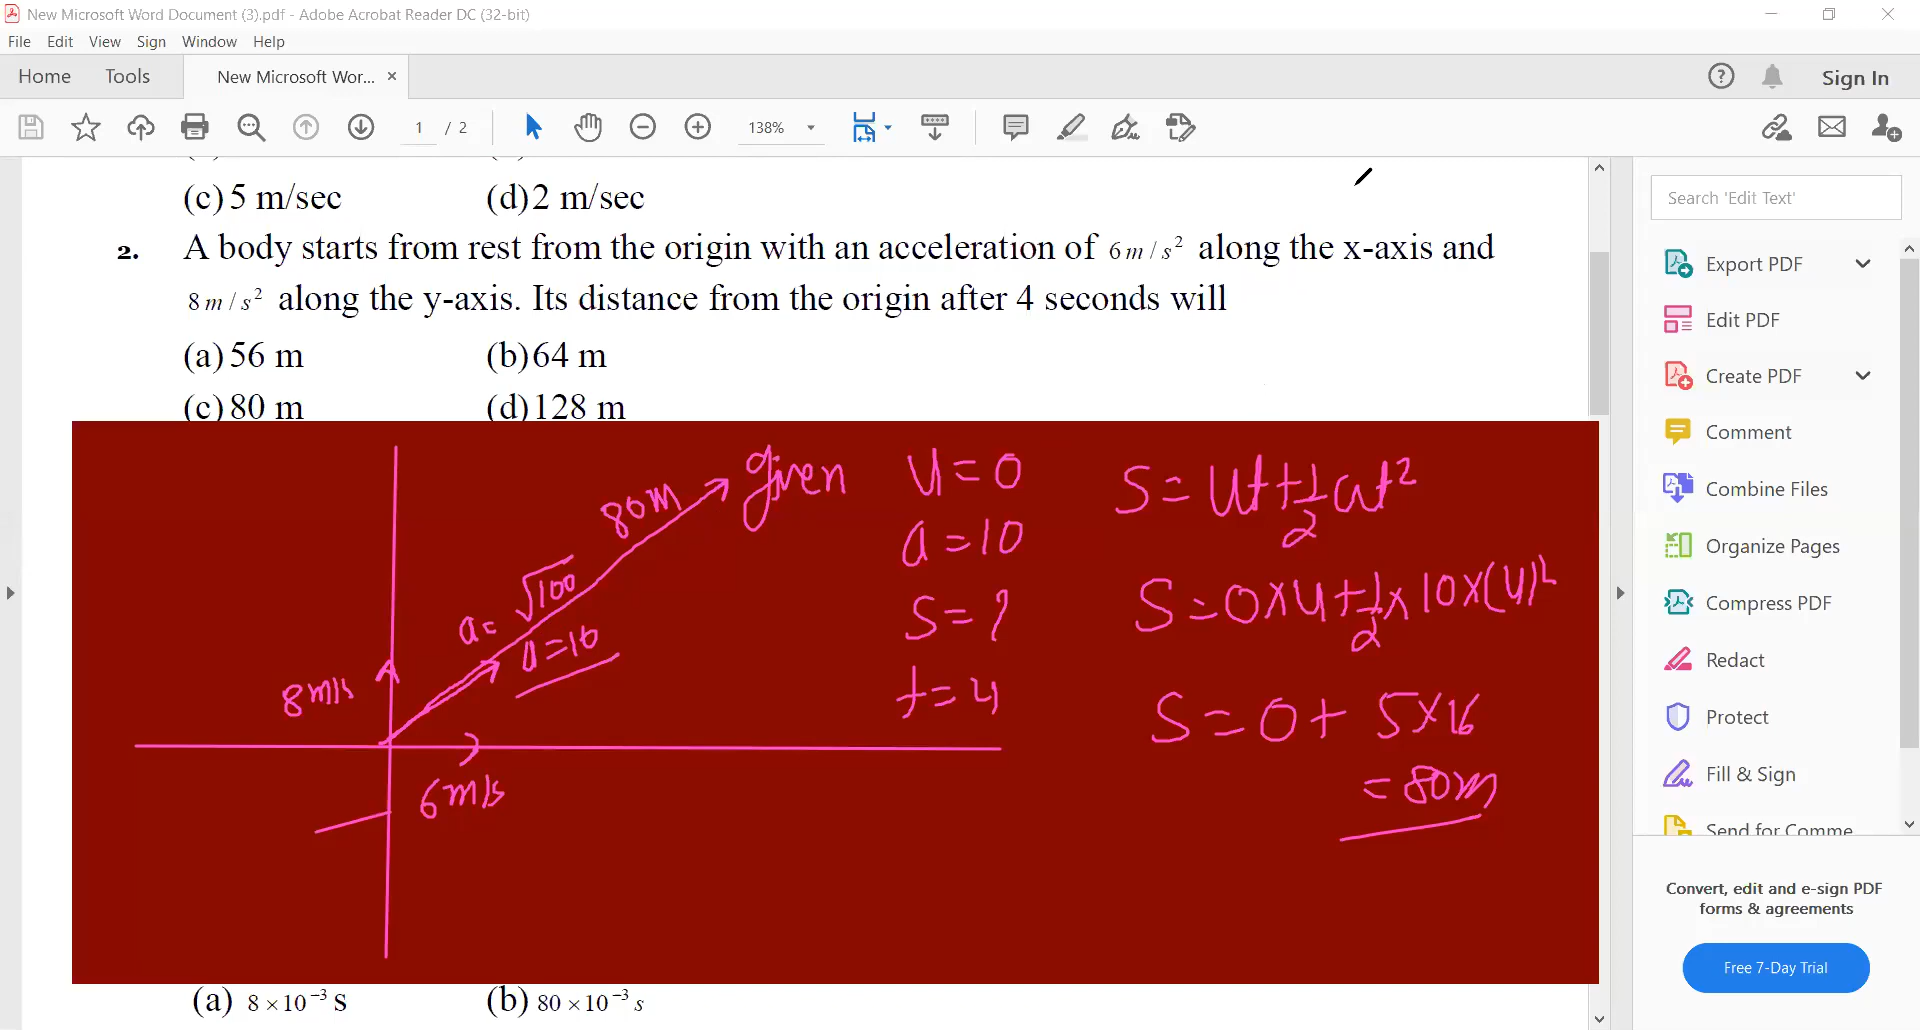 New Microsoft Word Document (3).pdf - Adobe Acrobat Reader DC (32-bit)
File Edit View Sign Window Help
Home Tools New Microsoft Wor... × Sign In
1 / 2 138%
(c) 5 m/sec (d) 2 m/sec
2. A body starts from rest from the origin with an acceleration of 6 m / s² along the x-axis and
8 m / s² along the y-axis. Its distance from the origin after 4 seconds will
(a) 56 m (b) 64 m
(c) 80 m (d) 128 m
given
80m
a= √100
a=10
8m/s
6m/s
u=0
a=10
S=?
t=4
S=ut+1/2at²
S=0×4+1/2×10×(4)²
S=0+5×16
=80m
(a) 8 ×10⁻³ s (b) 80 ×10⁻³ s
Search 'Edit Text'
Export PDF
Edit PDF
Create PDF
Comment
Combine Files
Organize Pages
Compress PDF
Redact
Protect
Fill & Sign
Send for Comme
Convert, edit and e-sign PDF
forms & agreements
Free 7-Day Trial